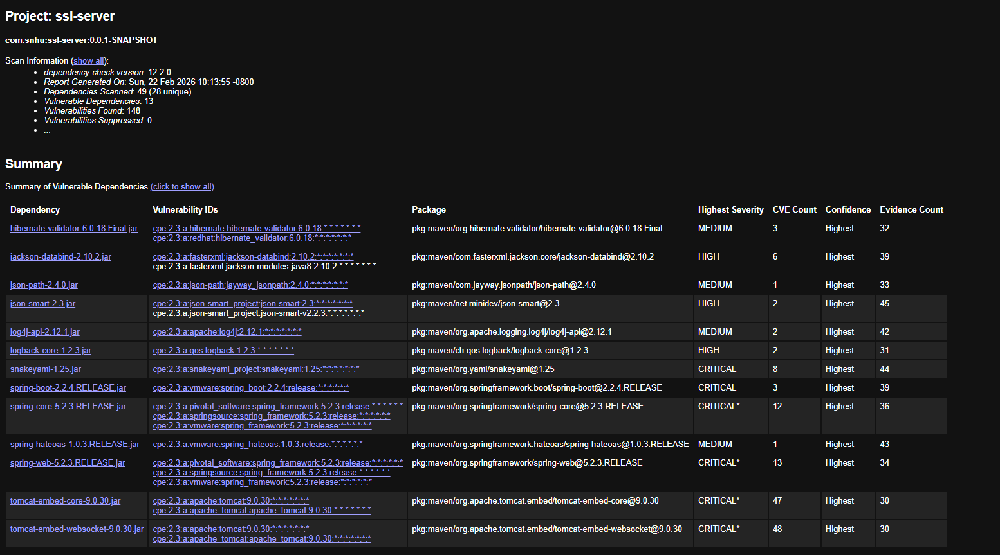 Project: ssl-server
com.snhu:ssl-server:0.0.1-SNAPSHOT
Scan Information (show all):
• dependency-check version: 12.2.0
• Report Generated On: Sun, 22 Feb 2026 10:13:55 -0800
• Dependencies Scanned: 49 (28 unique)
• Vulnerable Dependencies: 13
• Vulnerabilities Found: 148
• Vulnerabilities Suppressed: 0
• ...
Summary
Summary of Vulnerable Dependencies (click to show all)
Dependency Vulnerability IDs Package Highest Severity CVE Count Confidence Evidence Count
hibernate-validator-6.0.18.Final.jar cpe:2.3:a:hibernate:hibernate-validator:6.0.18:*:*:*:*:*:*:* pkg:maven/org.hibernate.validator/hibernate-validator@6.0.18.Final MEDIUM 3 Highest 32
cpe:2.3:a:redhat:hibernate_validator:6.0.18:*:*:*:*:*:*:*
jackson-databind-2.10.2.jar cpe:2.3:a:fasterxml:jackson-databind:2.10.2:*:*:*:*:*:*:* pkg:maven/com.fasterxml.jackson.core/jackson-databind@2.10.2 HIGH 6 Highest 39
cpe:2.3:a:fasterxml:jackson-modules-java8:2.10.2:*:*:*:*:*:*:*
json-path-2.4.0.jar cpe:2.3:a:json-path:jayway_jsonpath:2.4.0:*:*:*:*:*:*:* pkg:maven/com.jayway.jsonpath/json-path@2.4.0 MEDIUM 1 Highest 33
json-smart-2.3.jar cpe:2.3:a:json-smart_project:json-smart:2.3:*:*:*:*:*:*:* pkg:maven/net.minidev/json-smart@2.3 HIGH 2 Highest 45
cpe:2.3:a:json-smart_project:json-smart-v2:2.3:*:*:*:*:*:*:*
log4j-api-2.12.1.jar cpe:2.3:a:apache:log4j:2.12.1:*:*:*:*:*:*:* pkg:maven/org.apache.logging.log4j/log4j-api@2.12.1 MEDIUM 2 Highest 42
logback-core-1.2.3.jar cpe:2.3:a:qos:logback:1.2.3:*:*:*:*:*:*:* pkg:maven/ch.qos.logback/logback-core@1.2.3 HIGH 2 Highest 31
snakeyaml-1.25.jar cpe:2.3:a:snakeyaml_project:snakeyaml:1.25:*:*:*:*:*:*:* pkg:maven/org.yaml/snakeyaml@1.25 CRITICAL 8 Highest 44
spring-boot-2.2.4.RELEASE.jar cpe:2.3:a:vmware:spring_boot:2.2.4:release:*:*:*:*:*:* pkg:maven/org.springframework.boot/spring-boot@2.2.4.RELEASE CRITICAL 3 Highest 39
spring-core-5.2.3.RELEASE.jar cpe:2.3:a:pivotal_software:spring_framework:5.2.3:release:*:*:*:*:*:* pkg:maven/org.springframework/spring-core@5.2.3.RELEASE CRITICAL* 12 Highest 36
cpe:2.3:a:springsource:spring_framework:5.2.3:release:*:*:*:*:*:*
cpe:2.3:a:vmware:spring_framework:5.2.3:release:*:*:*:*:*:*
spring-hateoas-1.0.3.RELEASE.jar cpe:2.3:a:vmware:spring_hateoas:1.0.3:release:*:*:*:*:*:* pkg:maven/org.springframework.hateoas/spring-hateoas@1.0.3.RELEASE MEDIUM 1 Highest 43
spring-web-5.2.3.RELEASE.jar cpe:2.3:a:pivotal_software:spring_framework:5.2.3:release:*:*:*:*:*:* pkg:maven/org.springframework/spring-web@5.2.3.RELEASE CRITICAL* 13 Highest 34
cpe:2.3:a:springsource:spring_framework:5.2.3:release:*:*:*:*:*:*
cpe:2.3:a:vmware:spring_framework:5.2.3:release:*:*:*:*:*:*
tomcat-embed-core-9.0.30.jar cpe:2.3:a:apache:tomcat:9.0.30:*:*:*:*:*:*:* pkg:maven/org.apache.tomcat.embed/tomcat-embed-core@9.0.30 CRITICAL* 47 Highest 30
cpe:2.3:a:apache_tomcat:apache_tomcat:9.0.30:*:*:*:*:*:*:*
tomcat-embed-websocket-9.0.30.jar cpe:2.3:a:apache:tomcat:9.0.30:*:*:*:*:*:*:* pkg:maven/org.apache.tomcat.embed/tomcat-embed-websocket@9.0.30 CRITICAL* 48 Highest 30
cpe:2.3:a:apache_tomcat:apache_tomcat:9.0.30:*:*:*:*:*:*:*